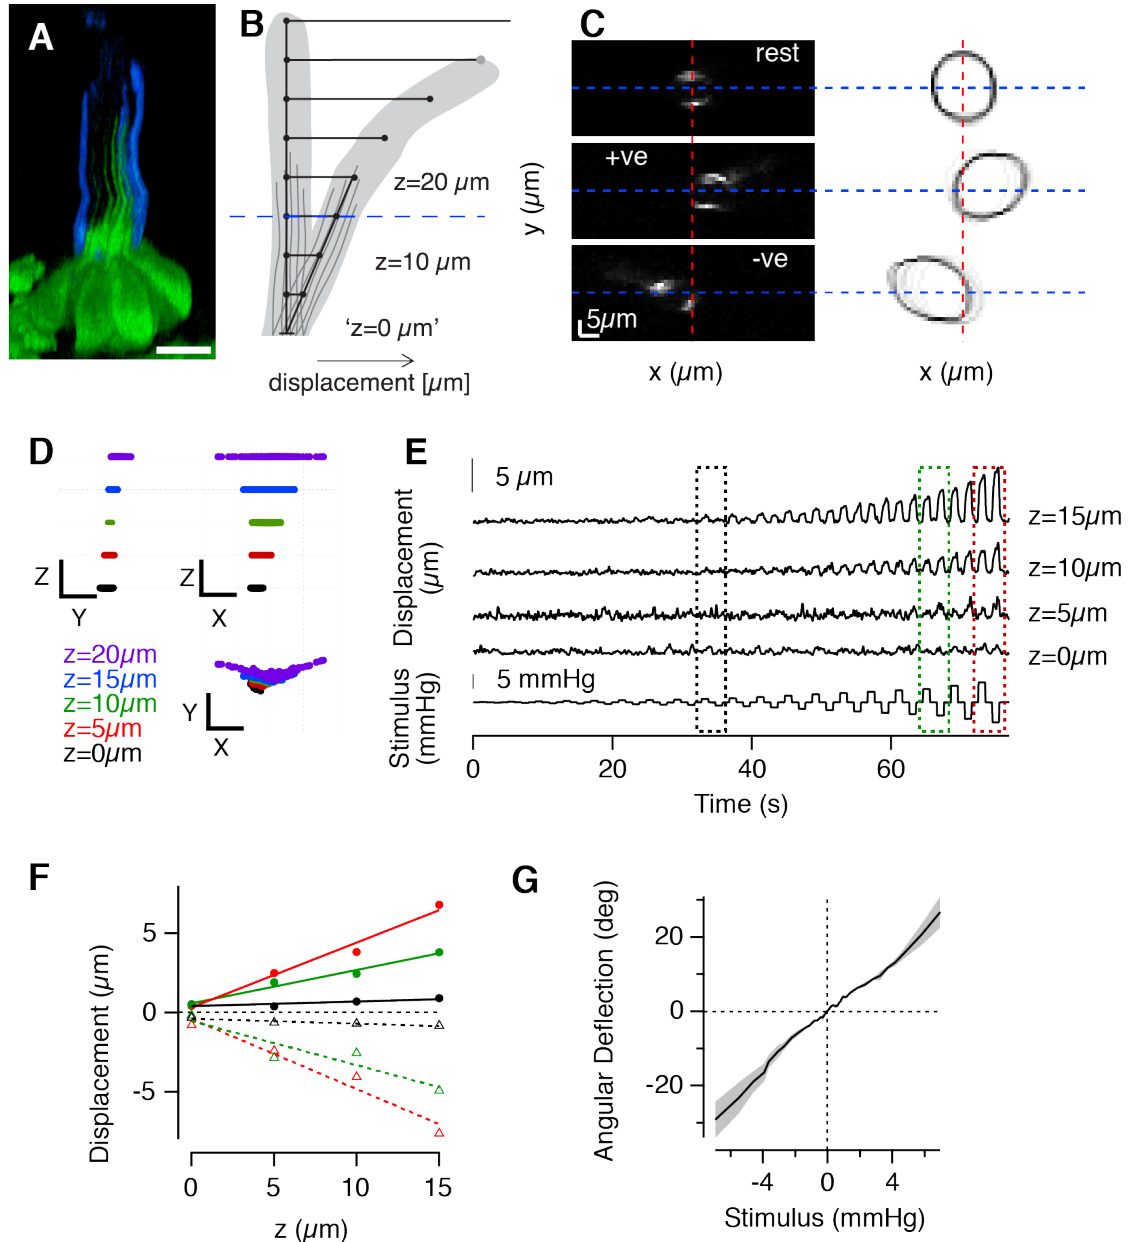 A
B
z=20 µm
z=10 µm
‘z=0 µm’
displacement [µm]
C
rest
+ve
-ve
5µm
y (µm)
x (µm)
x (µm)
D
Z
Y
Z
X
z=20µm
z=15µm
z=10µm
z=5µm
z=0µm
Y
X
E
5 µm
Displacement
(µm)
z=15µm
z=10µm
z=5µm
z=0µm
Stimulus
(mmHg)
5 mmHg
0 20 40 60
Time (s)
F
Displacement (µm)
5
0
-5
0 5 10 15
z (µm)
G
Angular Deflection (deg)
20
0
-20
-4 0 4
Stimulus (mmHg)